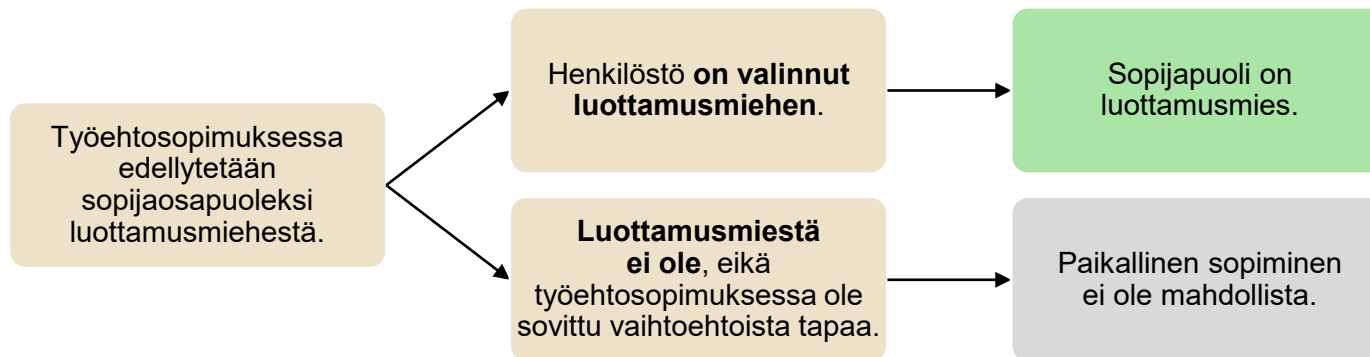 Työehtosopimuksessa
edellytetään
sopijaosapuoleksi
luottamusmiehestä.
Henkilöstö on valinnut
luottamusmiehen.
Sopijapuoli on
luottamusmies.
Luottamusmiestä
ei ole, eikä
työehtosopimuksessa ole
sovittu vaihtoehtoista tapaa.
Paikallinen sopiminen
ei ole mahdollista.